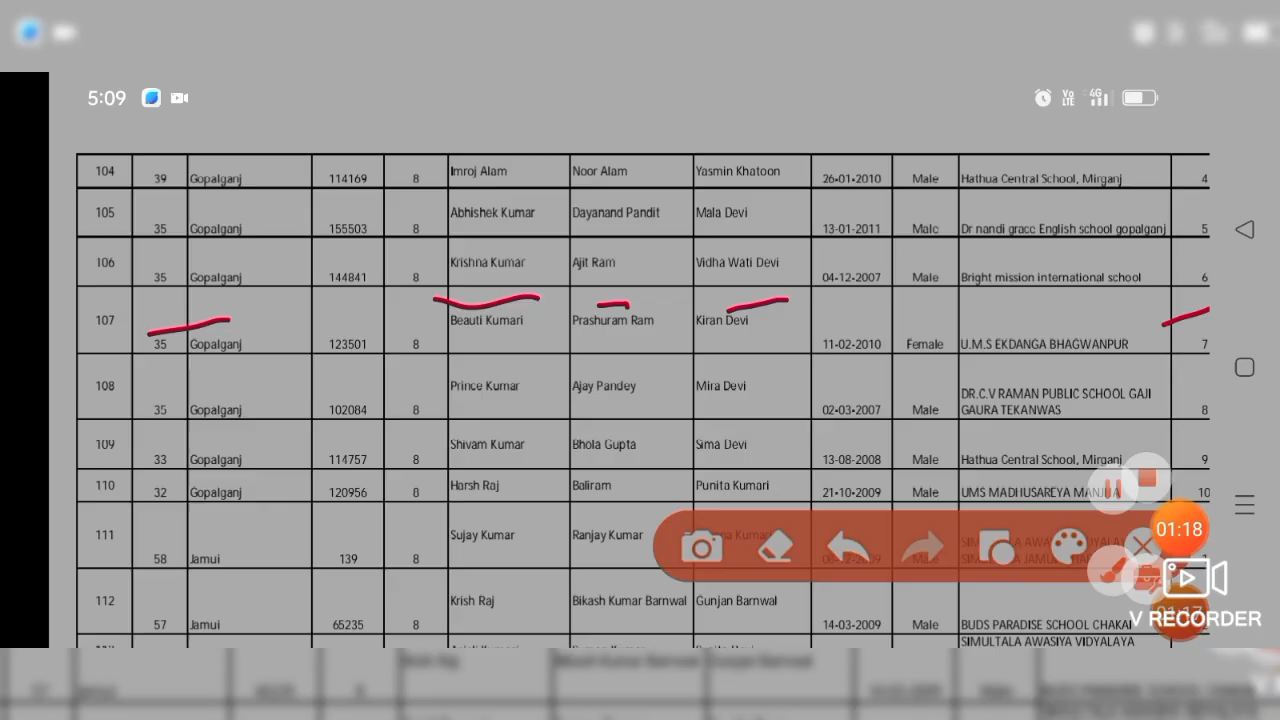 5:09
Vo LTE 4G
104 39 Gopalganj 114169 8 Imroj Alam Noor Alam Yasmin Khatoon 26-01-2010 Male Hathua Central School, Mirganj 4
105 35 Gopalganj 155503 8 Abhishek Kumar Dayanand Pandit Mala Devi 13-01-2011 Male Dr nandi grace English school gopalganj 5
106 35 Gopalganj 144841 8 Krishna Kumar Ajit Ram Vidha Wati Devi 04-12-2007 Male Bright mission international school 6
107 35 Gopalganj 123501 8 Beauti Kumari Prashuram Ram Kiran Devi 11-02-2010 Female U.M.S EKDANGA BHAGWANPUR 7
108 35 Gopalganj 102084 8 Prince Kumar Ajay Pandey Mira Devi 02-03-2007 Male DR.C.V RAMAN PUBLIC SCHOOL GAJI
GAURA TEKANWAS 8
109 33 Gopalganj 114757 8 Shivam Kumar Bhola Gupta Sima Devi 13-08-2008 Male Hathua Central School, Mirganj 9
110 32 Gopalganj 120956 8 Harsh Raj Baliram Punita Kumari 21-10-2009 Male UMS MADHUSAREYA 10
111 58 Jamui 139 8 Sujay Kumar Ranjay Kumar
01:18
112 57 Jamui 65235 8 Krish Raj Bikash Kumar Barnwal Gunjan Barnwal 14-03-2009 Male BUDS PARADISE SCHOOL CHAKAI
V RECORDER
SIMULTALA AWASIYA VIDYALAYA